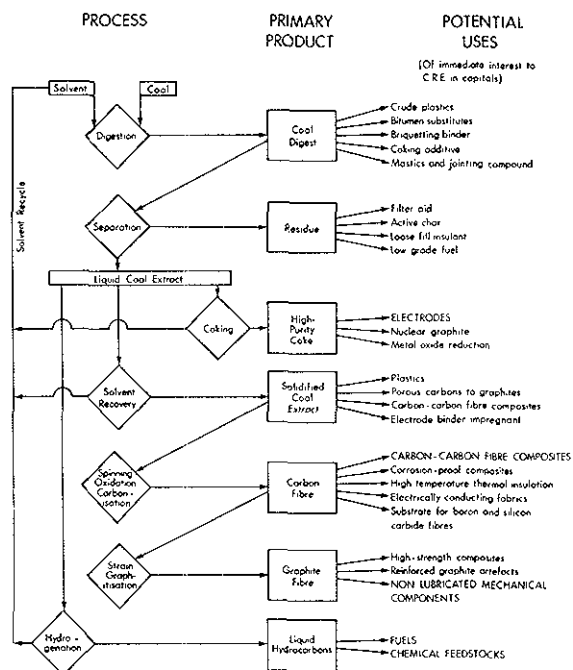 PROCESS
PRIMARY
PRODUCT
POTENTIAL
USES
(Of immediate interest to
C.R.E in capitals)
Solvent
Coal
Digestion
Coal
Digest
Crude plastics
Bitumen substitutes
Briquetting binder
Coking additive
Mastics and jointing compound
Solvent Recycle
Separation
Residue
Filter aid
Active char
Loose fill insulant
Low grade fuel
Liquid Coal Extract
Coking
High-
Purity
Coke
ELECTRODES
Nuclear graphite
Metal oxide reduction
Solvent
Recovery
Solidified
Coal
Extract
Plastics
Porous carbons to graphites
Carbon-carbon fibre composites
Electrode binder impregnant
Spinning
Oxidation
Carbon-
isation
Carbon
Fibre
CARBON-CARBON FIBRE COMPOSITES
Corrosion-proof composites
High temperature thermal insulation
Electrically conducting fabrics
Substrate for boron and silicon
carbide fibres
Strain
Graph-
itisation
Graphite
Fibre
High-strength composites
Reinforced graphite artefacts
NON LUBRICATED MECHANICAL
COMPONENTS
Hydro-
genation
Liquid
Hydrocarbons
FUELS
CHEMICAL FEEDSTOCKS